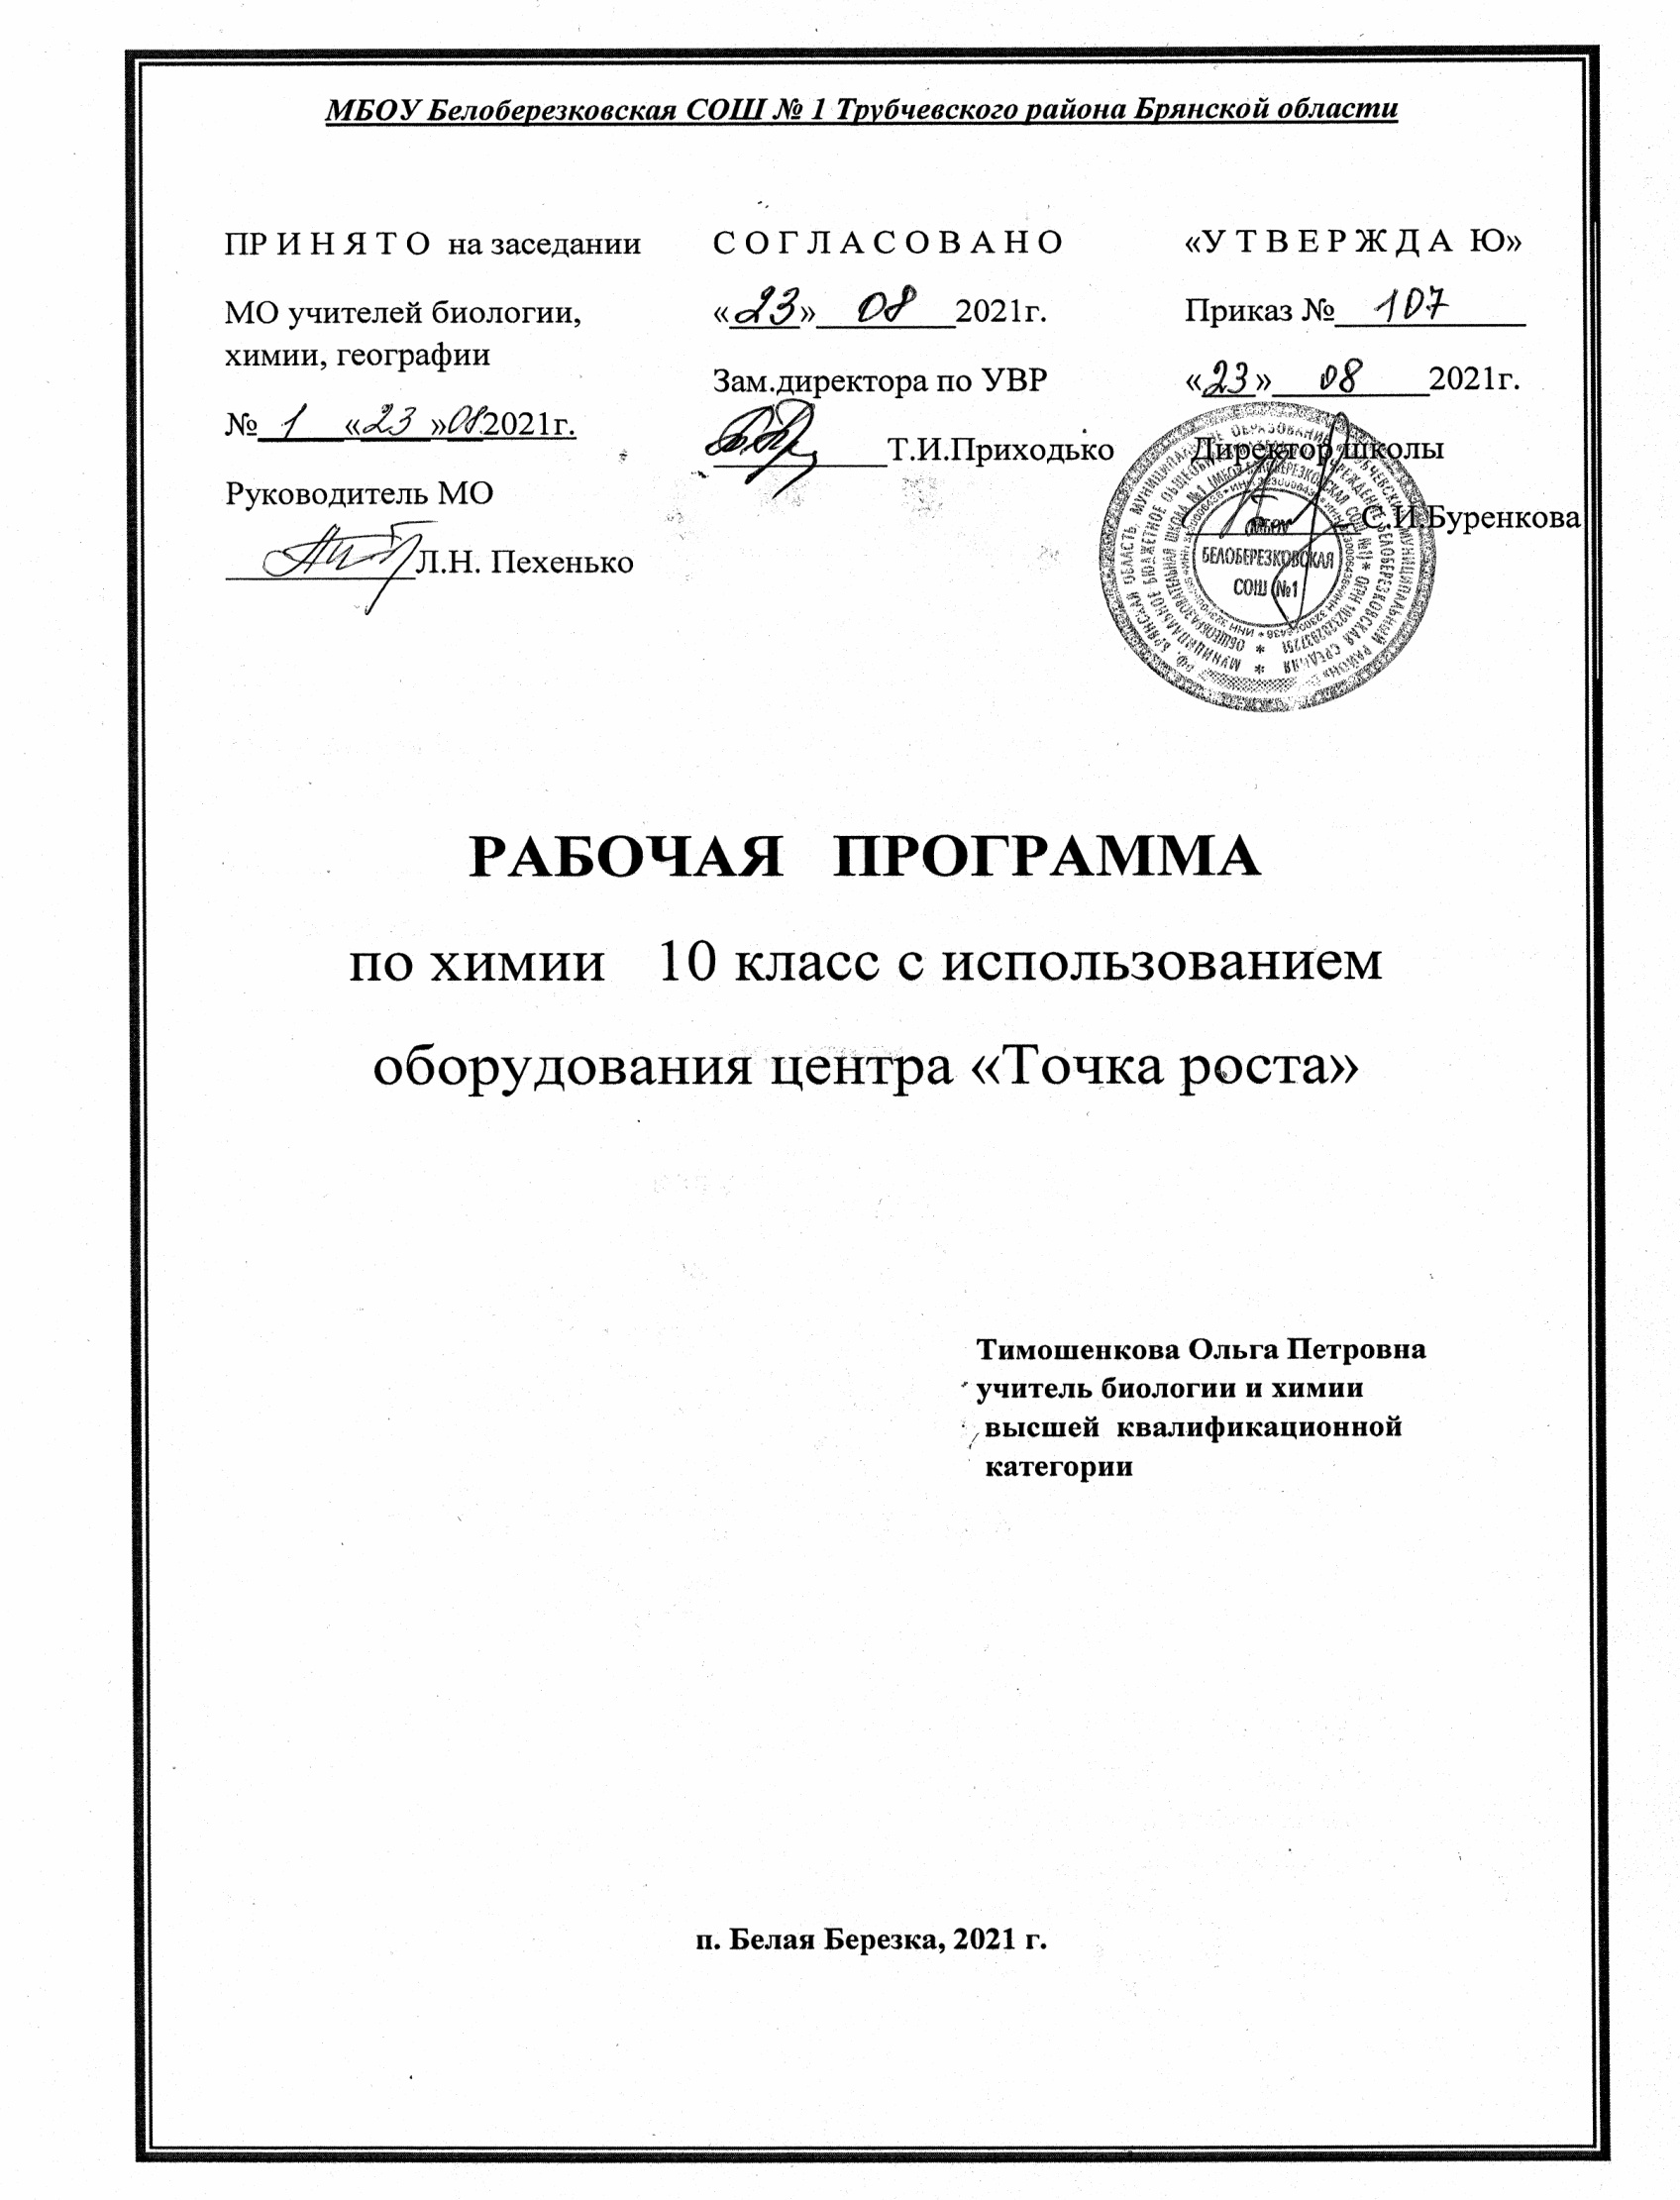 МБОУ Белоберезковская СОШ № 1 Трубчевского района Брянской области
ПР И Н Я Т О на заседании
МО учителей биологии,
химии, географии
№ 1 «23 »08.2021г.
Руководитель МО
Л.Н. Пехенько
С О Г Л А С О В А Н О
«23» 08 2021г.
Зам.директора по УВР
Т.И.Приходько
«У Т В Е Р Ж Д А Ю»
Приказ № 107
«23» 08 2021г.
Директор школы
С.И.Буренкова
МБОУ
БЕЛОБЕРЕЗКОВСКАЯ
СОШ №1
РАБОЧАЯ ПРОГРАММА
по химии 10 класс с использованием
оборудования центра «Точка роста»
Тимошенкова Ольга Петровна
учитель биологии и химии
высшей квалификационной
категории
п. Белая Березка, 2021 г.